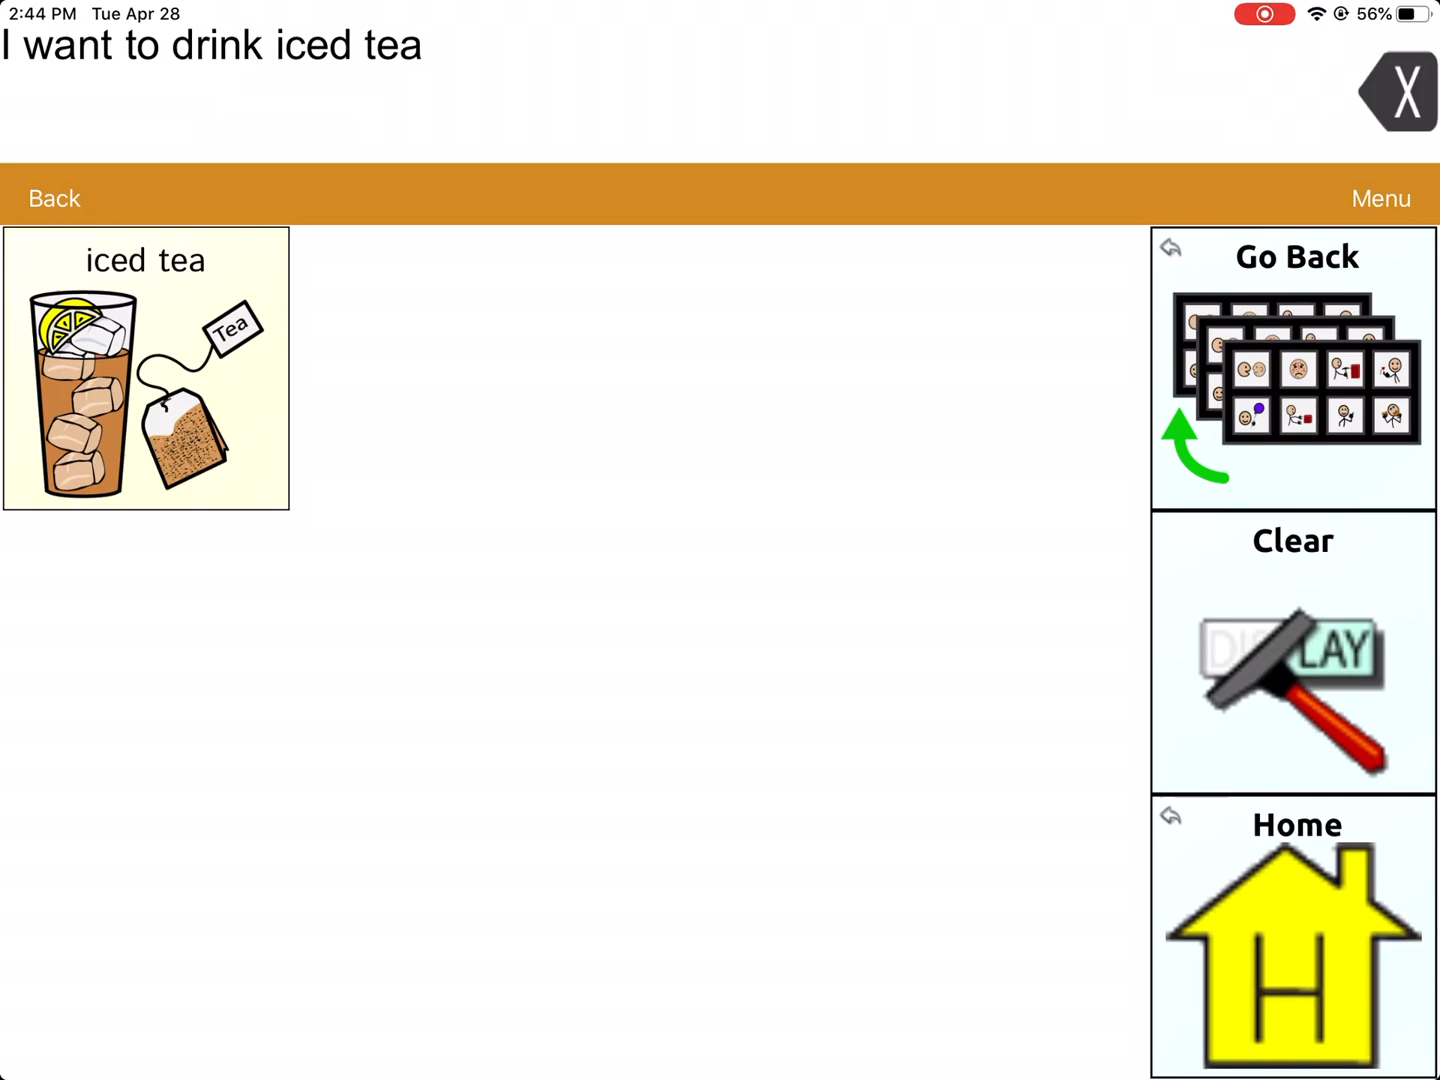 2:44 PM Tue Apr 28
56%
I want to drink iced tea
X
Back
Menu
iced tea
Tea
Go Back
Clear
DISPLAY
Home
H